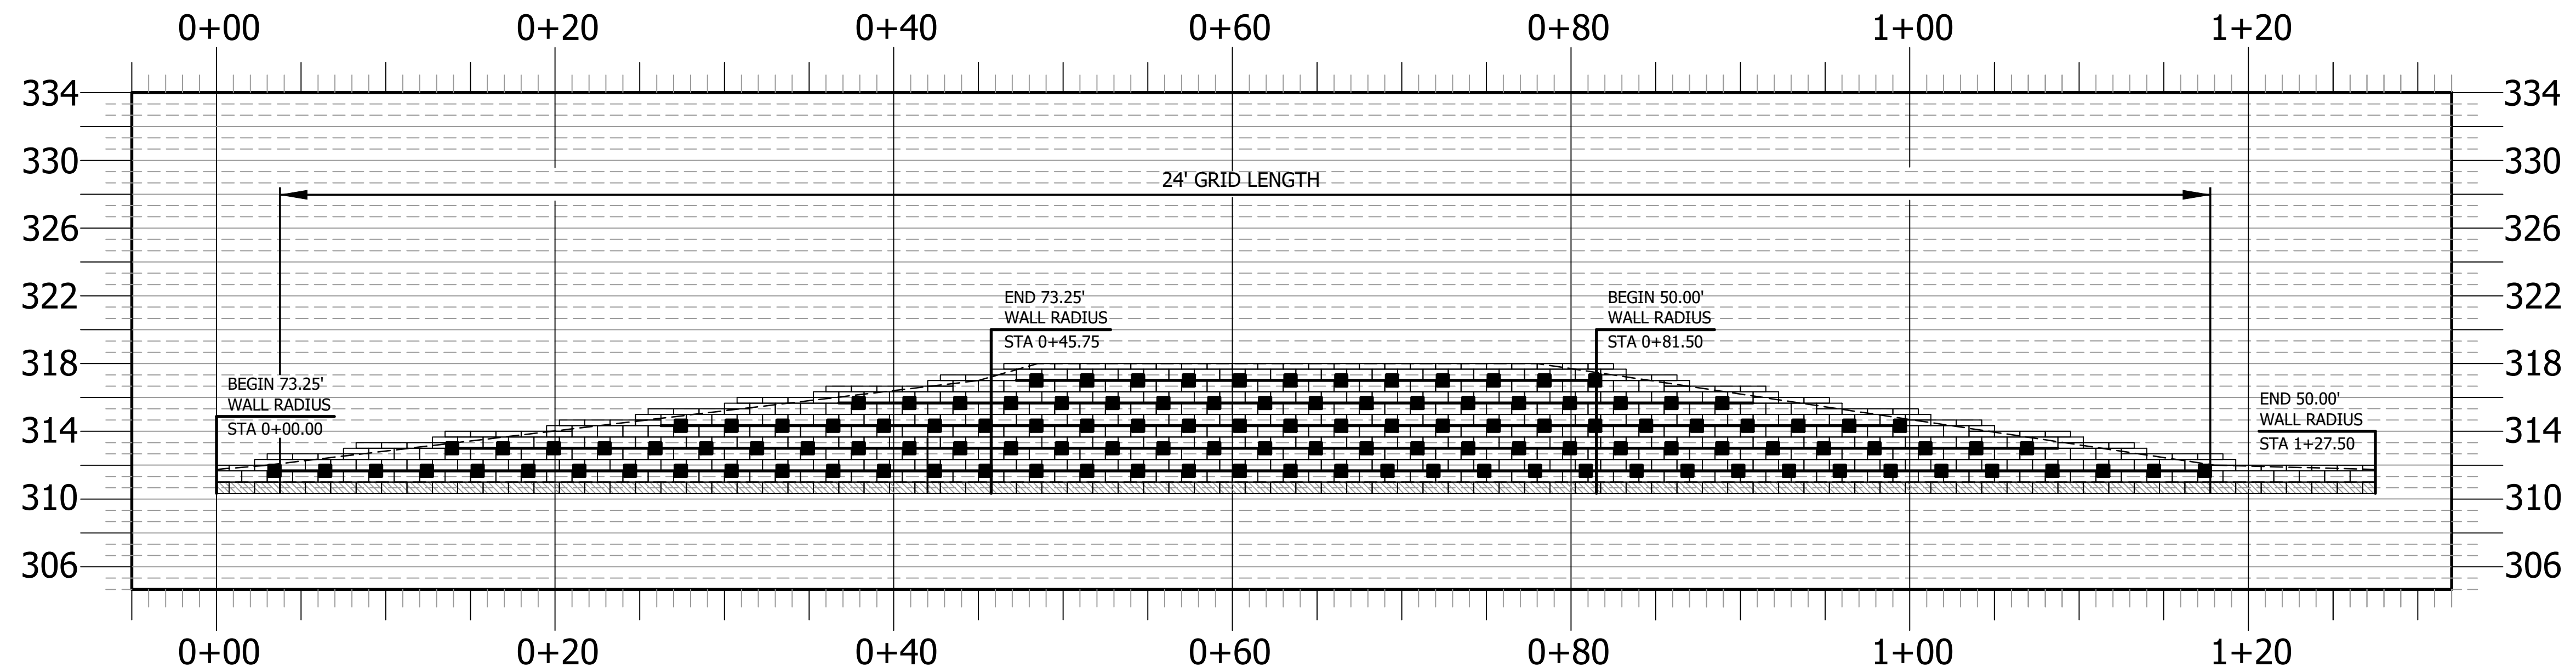 0+00 0+20 0+40 0+60 0+80 1+00 1+20
334 334
330 330
24' GRID LENGTH
326 326
322 322
END 73.25'
WALL RADIUS
STA 0+45.75
BEGIN 50.00'
WALL RADIUS
STA 0+81.50
318 318
BEGIN 73.25'
WALL RADIUS
STA 0+00.00
END 50.00'
WALL RADIUS
STA 1+27.50
314 314
310 310
306 306
0+00 0+20 0+40 0+60 0+80 1+00 1+20